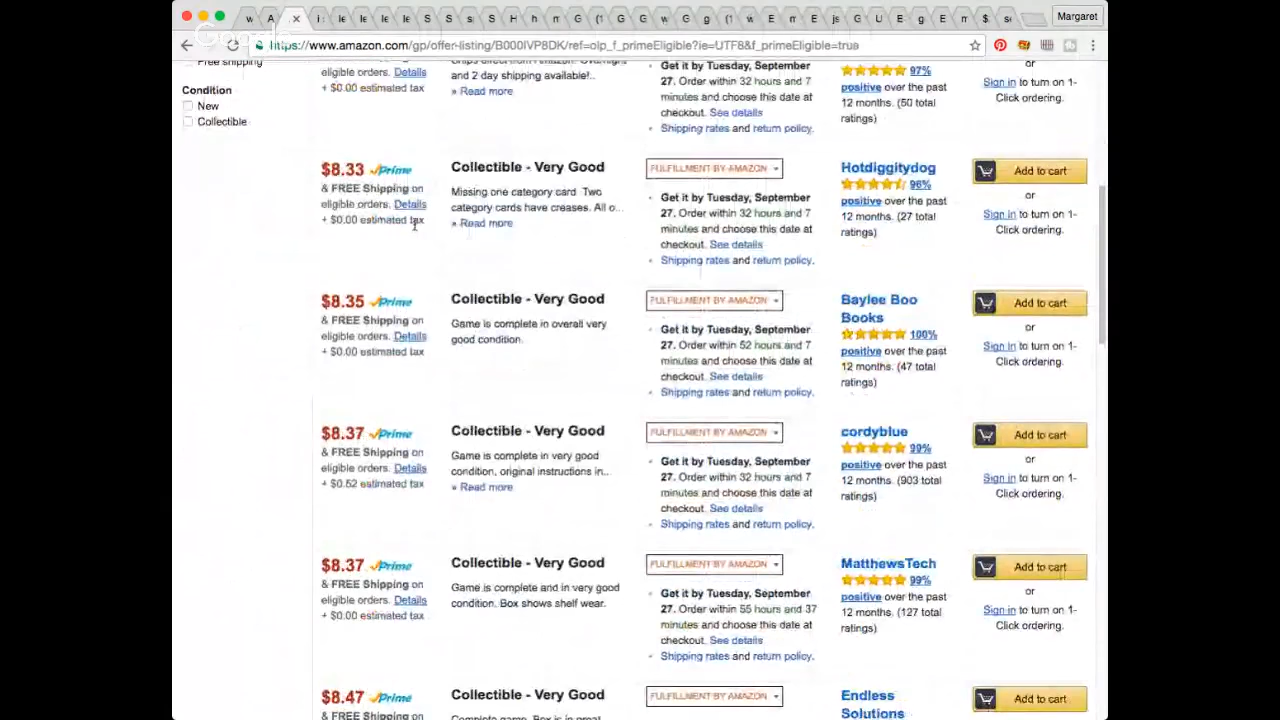 w A i le le le le S S si S H h m G (1 G G w G g (1 w E m E js G U E g E m $ s Margaret
Google
https://www.amazon.com/gp/offer-listing/B000IVP8DK/ref=olp_f_primeEligible?ie=UTF8&f_primeEligible=true
Free shipping
Condition
New
Collectible
eligible orders. Details
+ $0.00 estimated tax
and 2 day shipping available!..
» Read more
Get it by Tuesday, September
27. Order within 32 hours and 7
minutes and choose this date at
checkout. See details
Shipping rates and return policy.
97%
positive over the past
12 months. (50 total
ratings)
or
Sign in to turn on 1-
Click ordering.
$8.33 Prime
& FREE Shipping on
eligible orders. Details
+ $0.00 estimated tax
Collectible - Very Good
Missing one category card Two
category cards have creases. All o...
» Read more
FULFILLMENT BY AMAZON
Get it by Tuesday, September
27. Order within 32 hours and 7
minutes and choose this date at
checkout. See details
Shipping rates and return policy.
Hotdiggitydog
96%
positive over the past
12 months. (27 total
ratings)
Add to cart
or
Sign in to turn on 1-
Click ordering.
$8.35 Prime
& FREE Shipping on
eligible orders. Details
+ $0.00 estimated tax
Collectible - Very Good
Game is complete in overall very
good condition.
FULFILLMENT BY AMAZON
Get it by Tuesday, September
27. Order within 52 hours and 7
minutes and choose this date at
checkout. See details
Shipping rates and return policy.
Baylee Boo
Books
100%
positive over the past
12 months. (47 total
ratings)
Add to cart
or
Sign in to turn on 1-
Click ordering.
$8.37 Prime
& FREE Shipping on
eligible orders. Details
+ $0.52 estimated tax
Collectible - Very Good
Game is complete in very good
condition, original instructions in...
» Read more
FULFILLMENT BY AMAZON
Get it by Tuesday, September
27. Order within 32 hours and 7
minutes and choose this date at
checkout. See details
Shipping rates and return policy.
cordyblue
99%
positive over the past
12 months. (903 total
ratings)
Add to cart
or
Sign in to turn on 1-
Click ordering.
$8.37 Prime
& FREE Shipping on
eligible orders. Details
+ $0.00 estimated tax
Collectible - Very Good
Game is complete and in very good
condition. Box shows shelf wear.
FULFILLMENT BY AMAZON
Get it by Tuesday, September
27. Order within 55 hours and 37
minutes and choose this date at
checkout. See details
Shipping rates and return policy.
MatthewsTech
99%
positive over the past
12 months. (127 total
ratings)
Add to cart
or
Sign in to turn on 1-
Click ordering.
$8.47 Prime
& FREE Shipping on
Collectible - Very Good
Complete game. Box is in great
FULFILLMENT BY AMAZON
Endless
Solutions
Add to cart